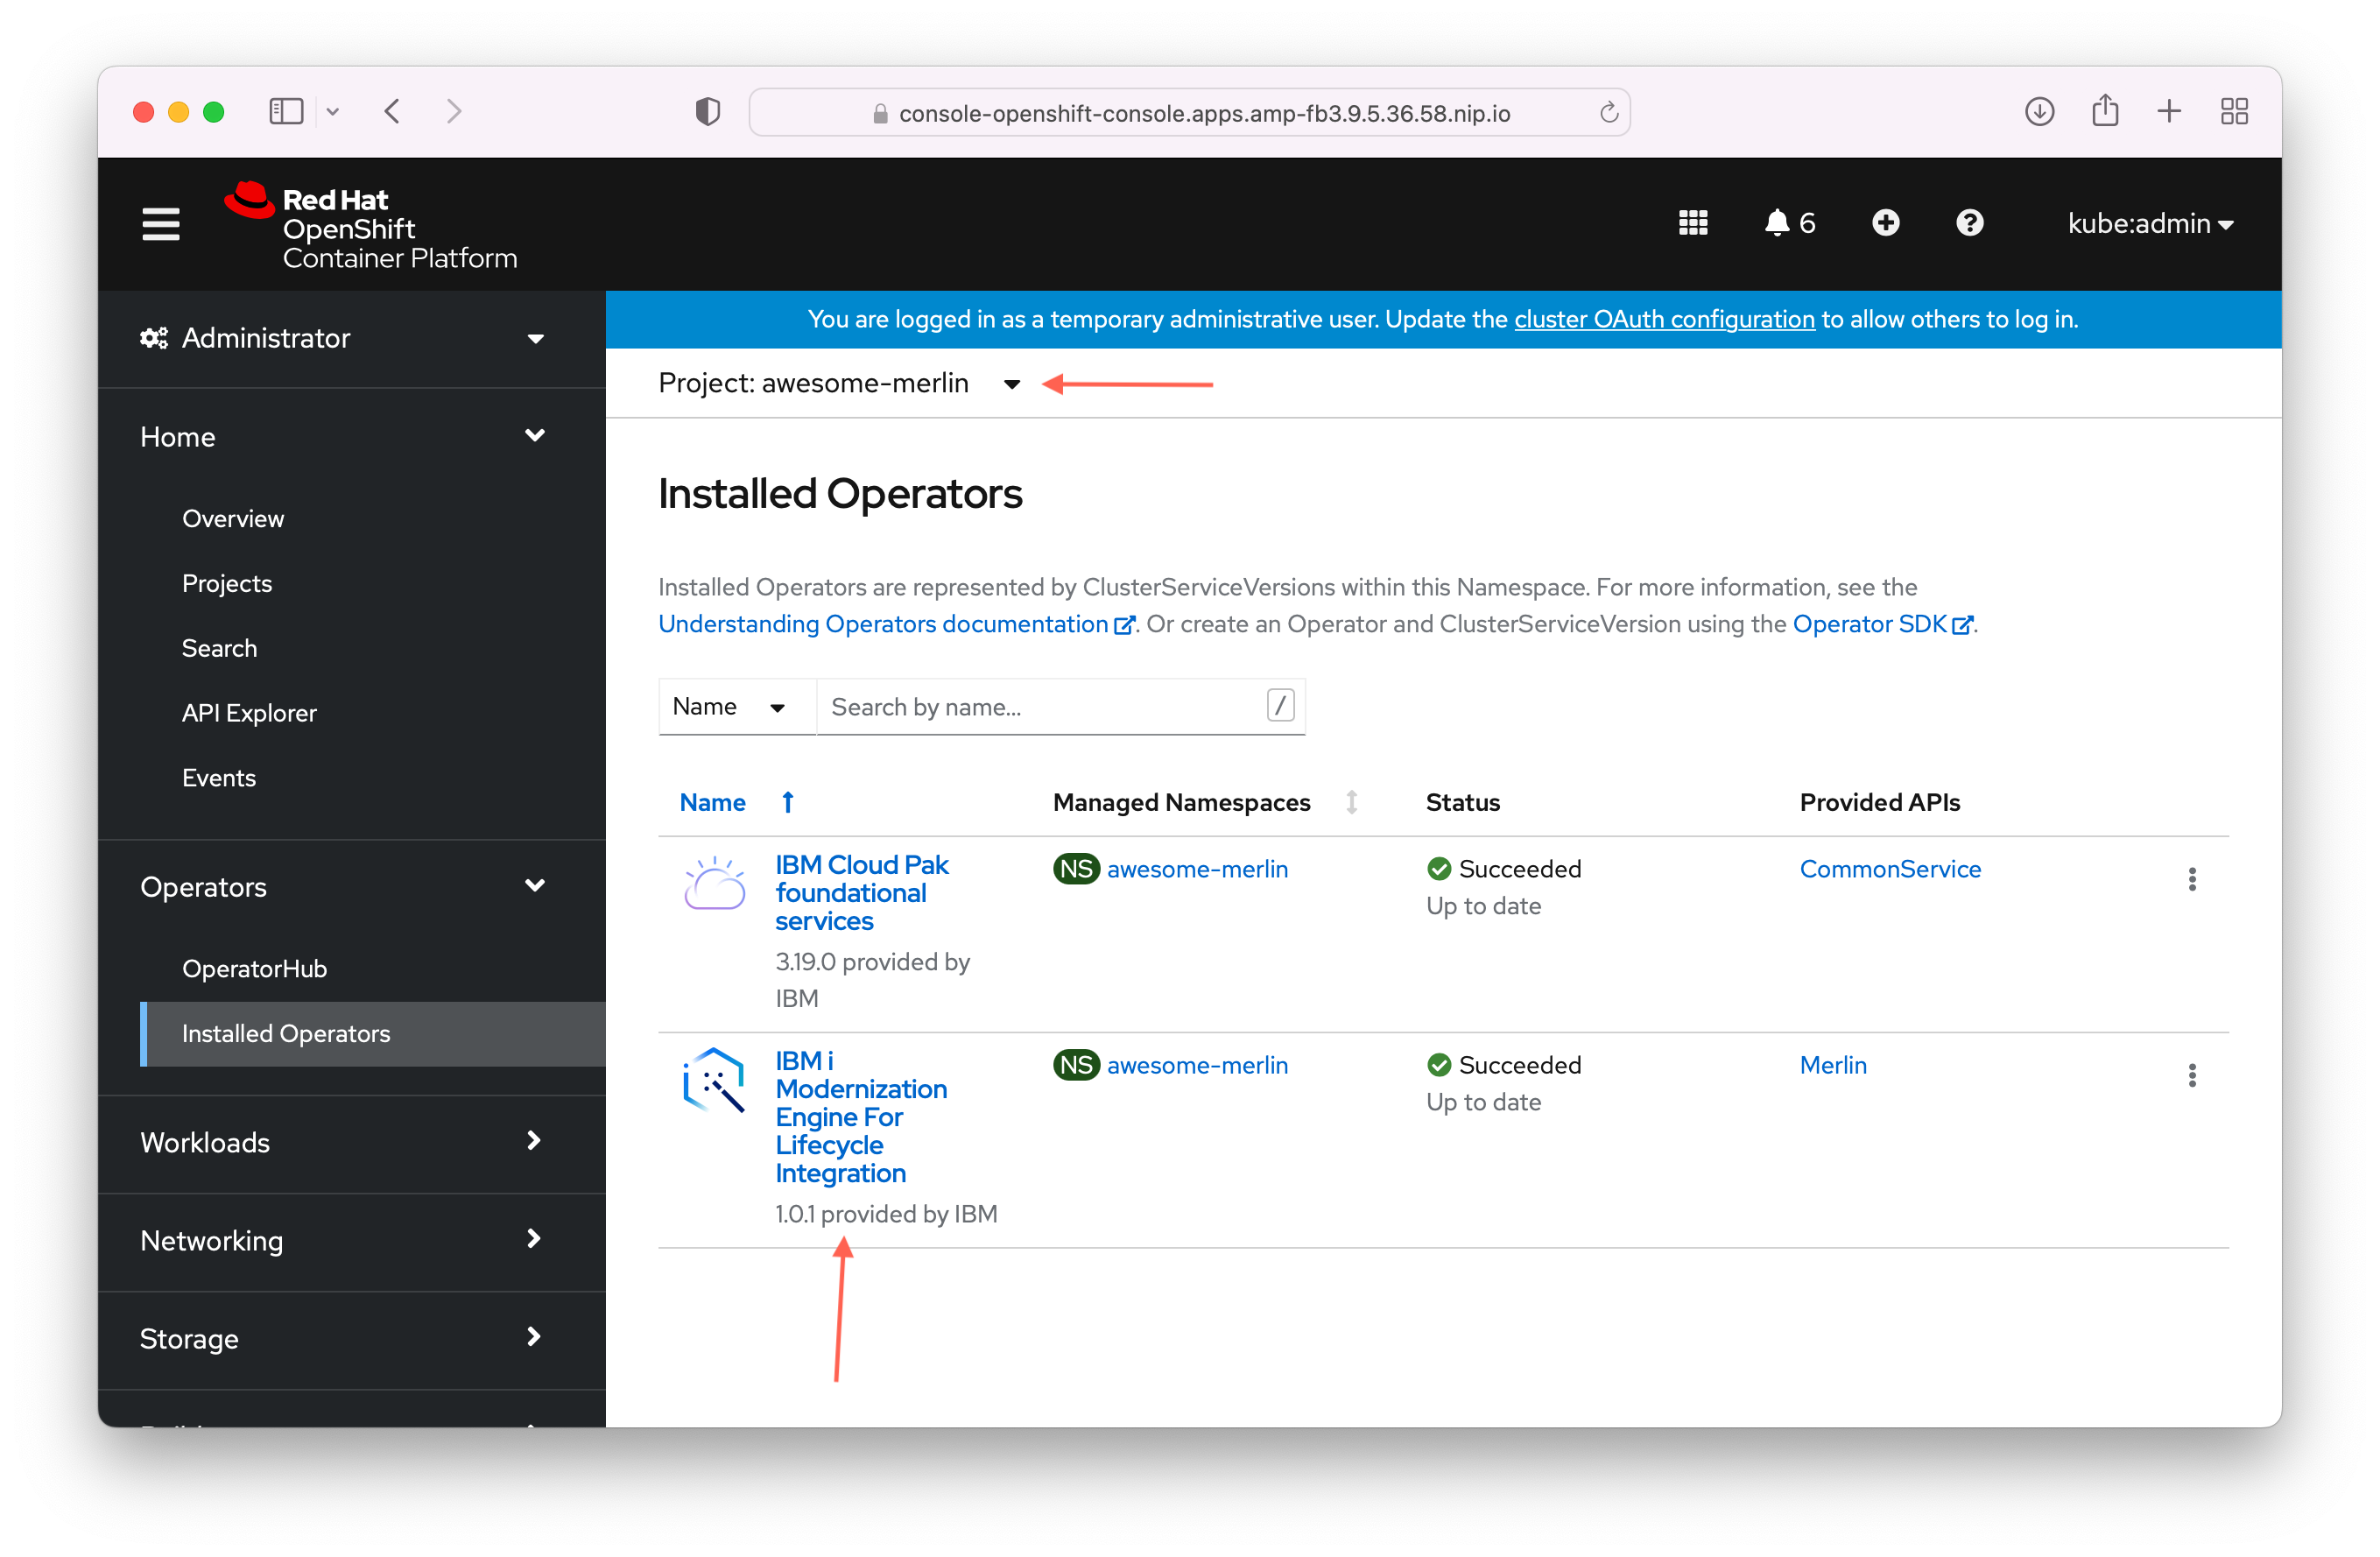 console-openshift-console.apps.amp-fb3.9.5.36.58.nip.io
Red Hat
OpenShift
Container Platform
6
kube:admin
Administrator
Home
Overview
Projects
Search
API Explorer
Events
Operators
OperatorHub
Installed Operators
Workloads
Networking
Storage
You are logged in as a temporary administrative user. Update the cluster OAuth configuration to allow others to log in.
Project: awesome-merlin
Installed Operators
Installed Operators are represented by ClusterServiceVersions within this Namespace. For more information, see the
Understanding Operators documentation. Or create an Operator and ClusterServiceVersion using the Operator SDK.
Name
Search by name...
/
Name
Managed Namespaces
Status
Provided APIs
IBM Cloud Pak
foundational
services
3.19.0 provided by
IBM
NS awesome-merlin
Succeeded
Up to date
CommonService
IBM i
Modernization
Engine For
Lifecycle
Integration
1.0.1 provided by IBM
NS awesome-merlin
Succeeded
Up to date
Merlin